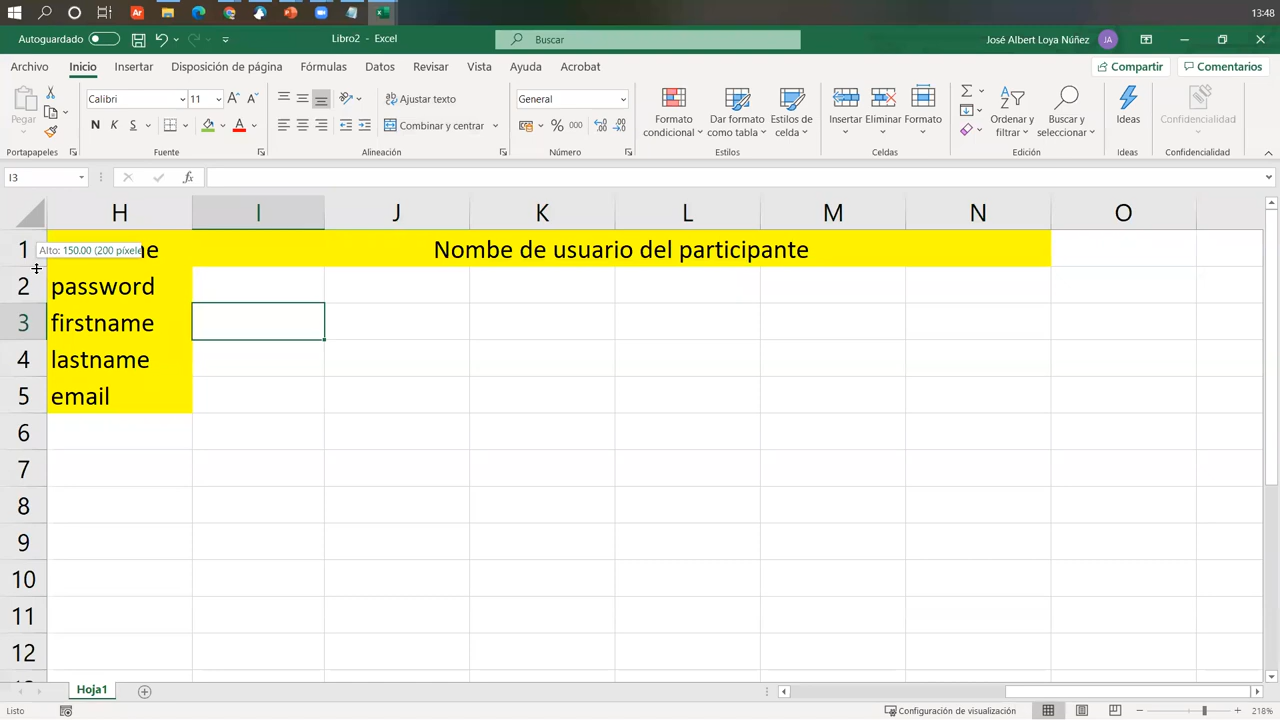 13:48
Autoguardado
Libro2 - Excel
Buscar
José Albert Loya Núñez
JA
Archivo
Inicio
Insertar
Disposición de página
Fórmulas
Datos
Revisar
Vista
Ayuda
Acrobat
Compartir
Comentarios
Pegar
Calibri
11
N K S
Ajustar texto
Combinar y centrar
General
% 000
Formato condicional
Dar formato como tabla
Estilos de celda
Insertar
Eliminar
Formato
Ordenar y filtrar
Buscar y seleccionar
Ideas
Confidencialidad
Portapapeles
Fuente
Alineación
Número
Estilos
Celdas
Edición
Ideas
Confidencialidad
I3
fx
H I J K L M N O
1 ne Nombe de usuario del participante
Alto: 150.00 (200 píxele
2 password
3 firstname
4 lastname
5 email
6
7
8
9
10
11
12
Hoja1
Listo
Configuración de visualización
218%